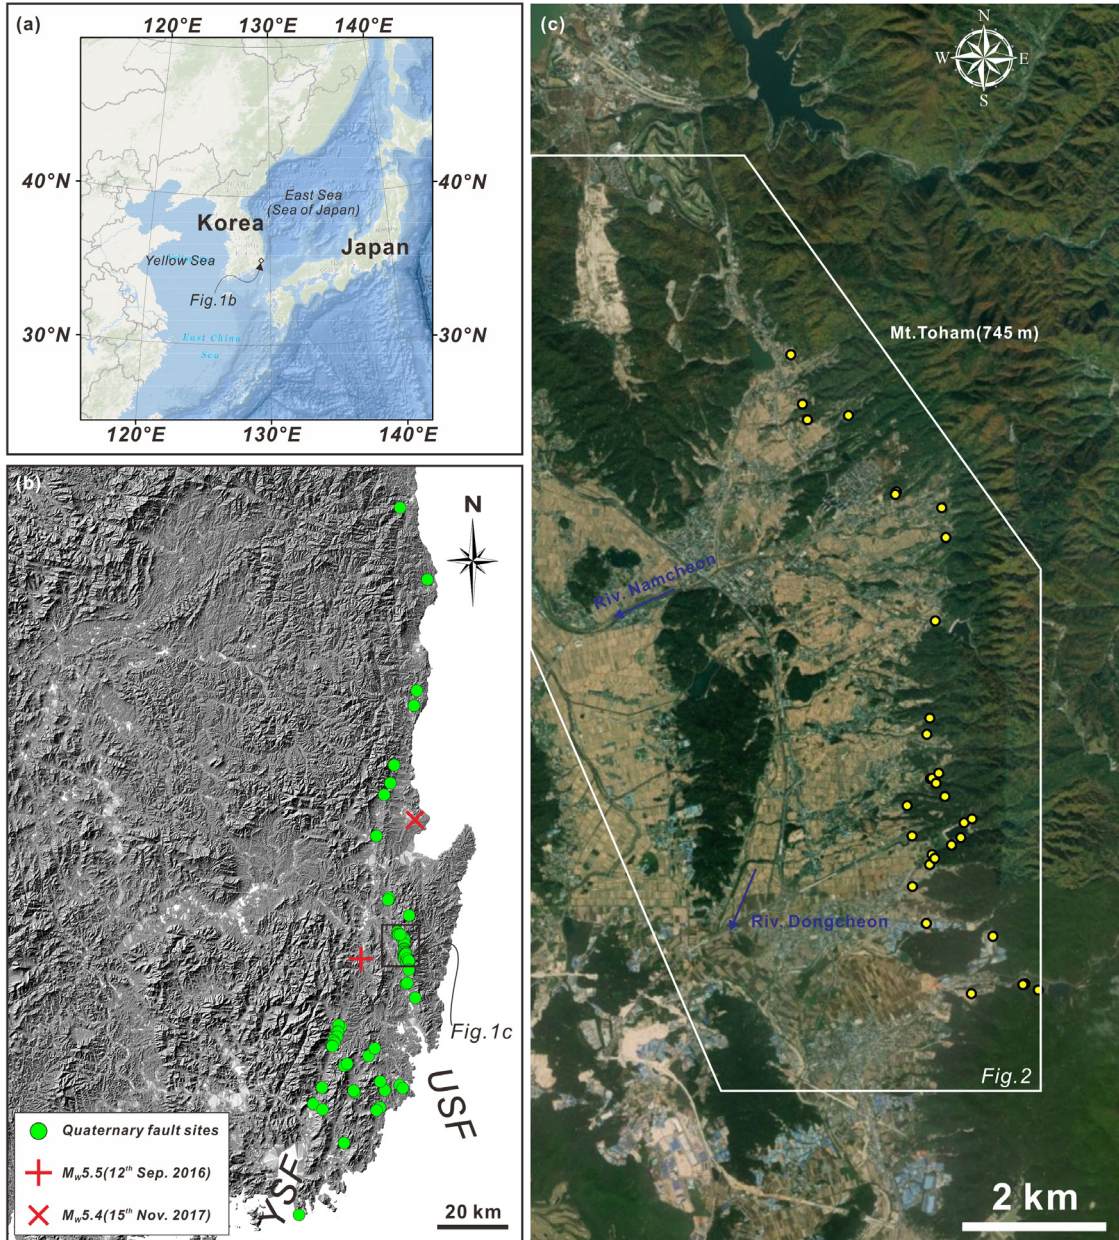 (a)
120°E
130°E
140°E
40°N
40°N
East Sea
(Sea of Japan)
Korea
Japan
Yellow Sea
Fig.1b
30°N
30°N
East China
Sea
120°E
130°E
140°E
(b)
N
Fig.1c
USF
YSF
Quaternary fault sites
Mw5.5(12th Sep. 2016)
Mw5.4(15th Nov. 2017)
20 km
(c)
N
W
E
S
Mt.Toham(745 m)
Riv. Namcheon
Riv. Dongcheon
Fig.2
2 km